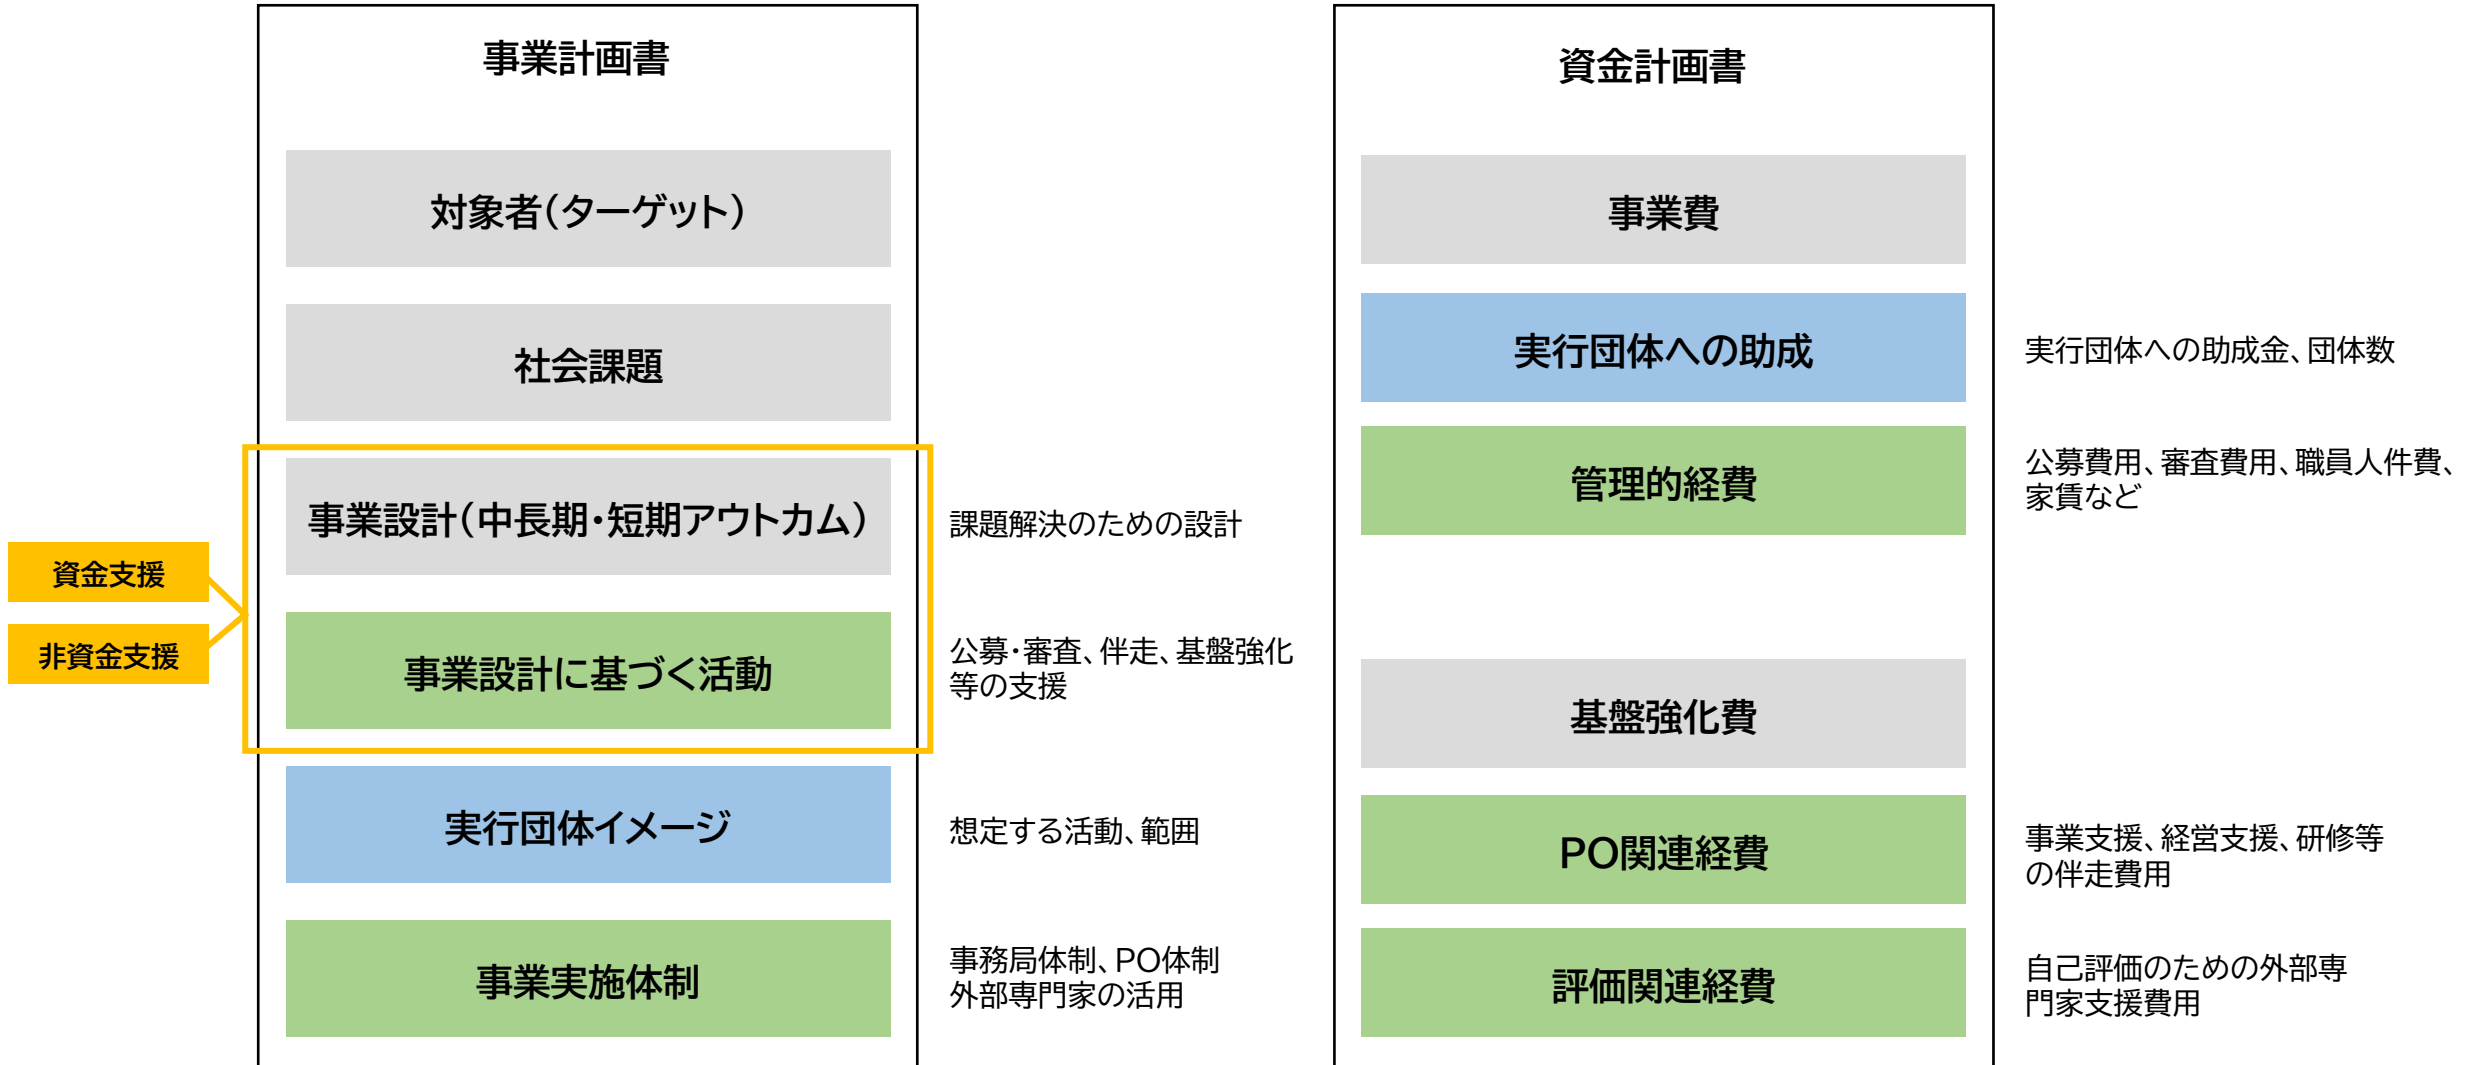 事業計画書
対象者(ターゲット)
社会課題
資金支援
非資金支援
事業設計(中長期・短期アウトカム)
課題解決のための設計
事業設計に基づく活動
公募・審査、伴走、基盤強化
等の支援
実行団体イメージ
想定する活動、範囲
事業実施体制
事務局体制、PO体制
外部専門家の活用
資金計画書
事業費
実行団体への助成
実行団体への助成金、団体数
管理的経費
公募費用、審査費用、職員人件費、
家賃など
基盤強化費
PO関連経費
事業支援、経営支援、研修等
の伴走費用
評価関連経費
自己評価のための外部専
門家支援費用